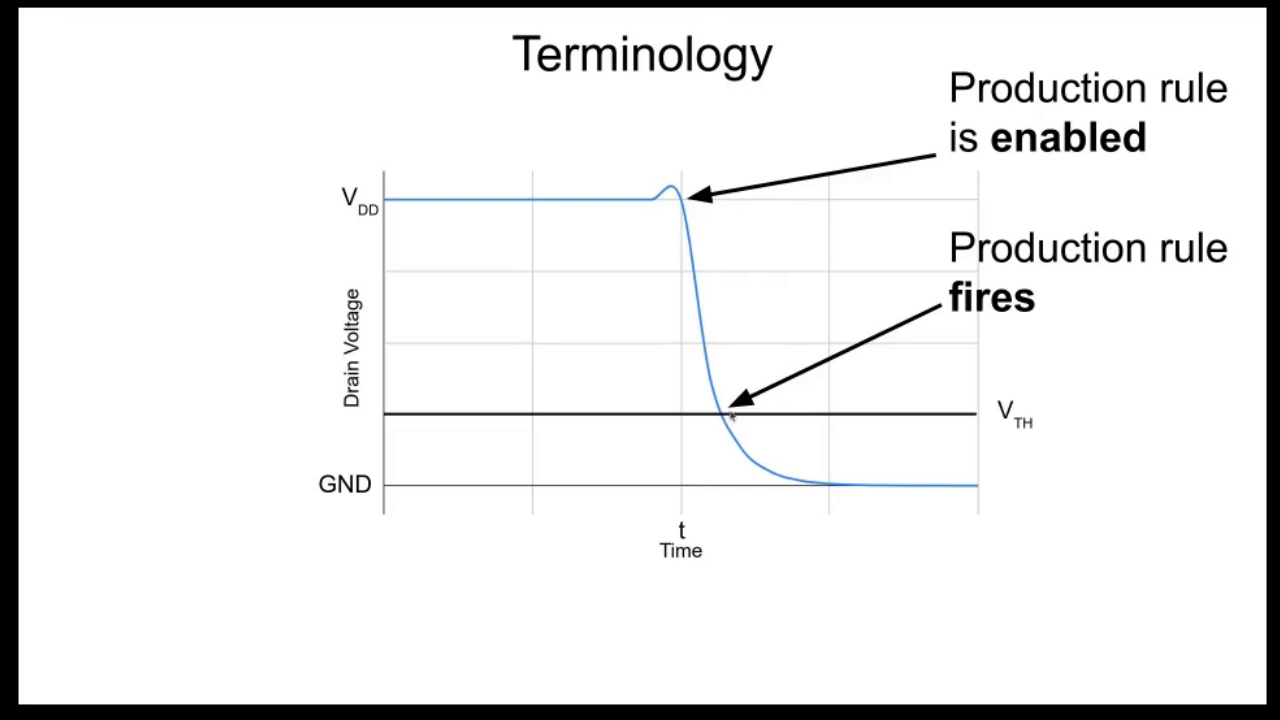 Terminology
Production rule
is enabled
VDD
Production rule
fires
Drain Voltage
VTH
GND
t
Time